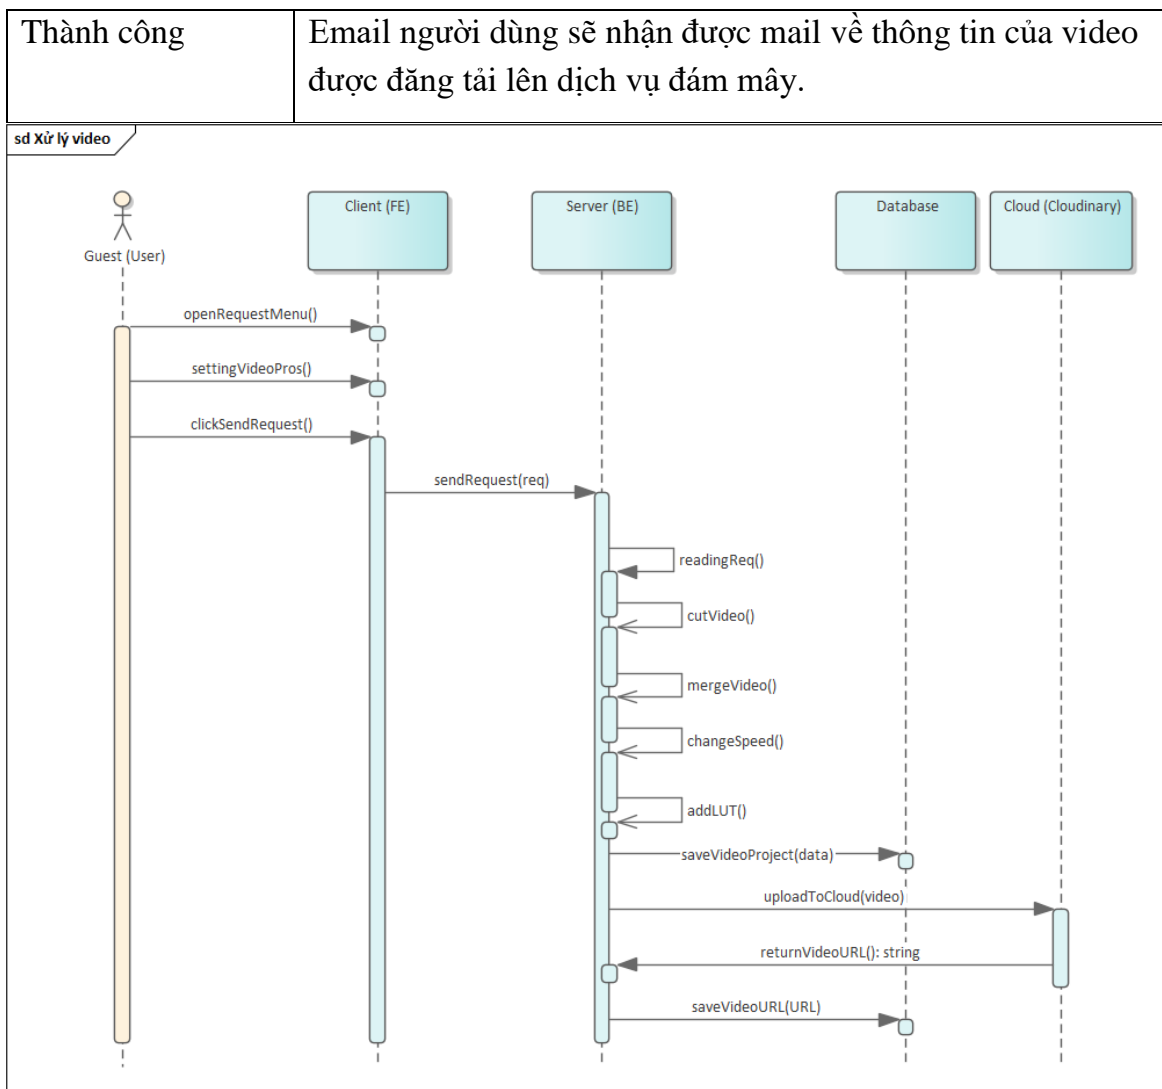 Thành công
Email người dùng sẽ nhận được mail về thông tin của video
được đăng tải lên dịch vụ đám mây.
sd Xử lý video
Guest (User)
Client (FE)
Server (BE)
Database
Cloud (Cloudinary)
openRequestMenu()
settingVideoPros()
clickSendRequest()
sendRequest(req)
readingReq()
cutVideo()
mergeVideo()
changeSpeed()
addLUT()
saveVideoProject(data)
uploadToCloud(video)
returnVideoURL(): string
saveVideoURL(URL)